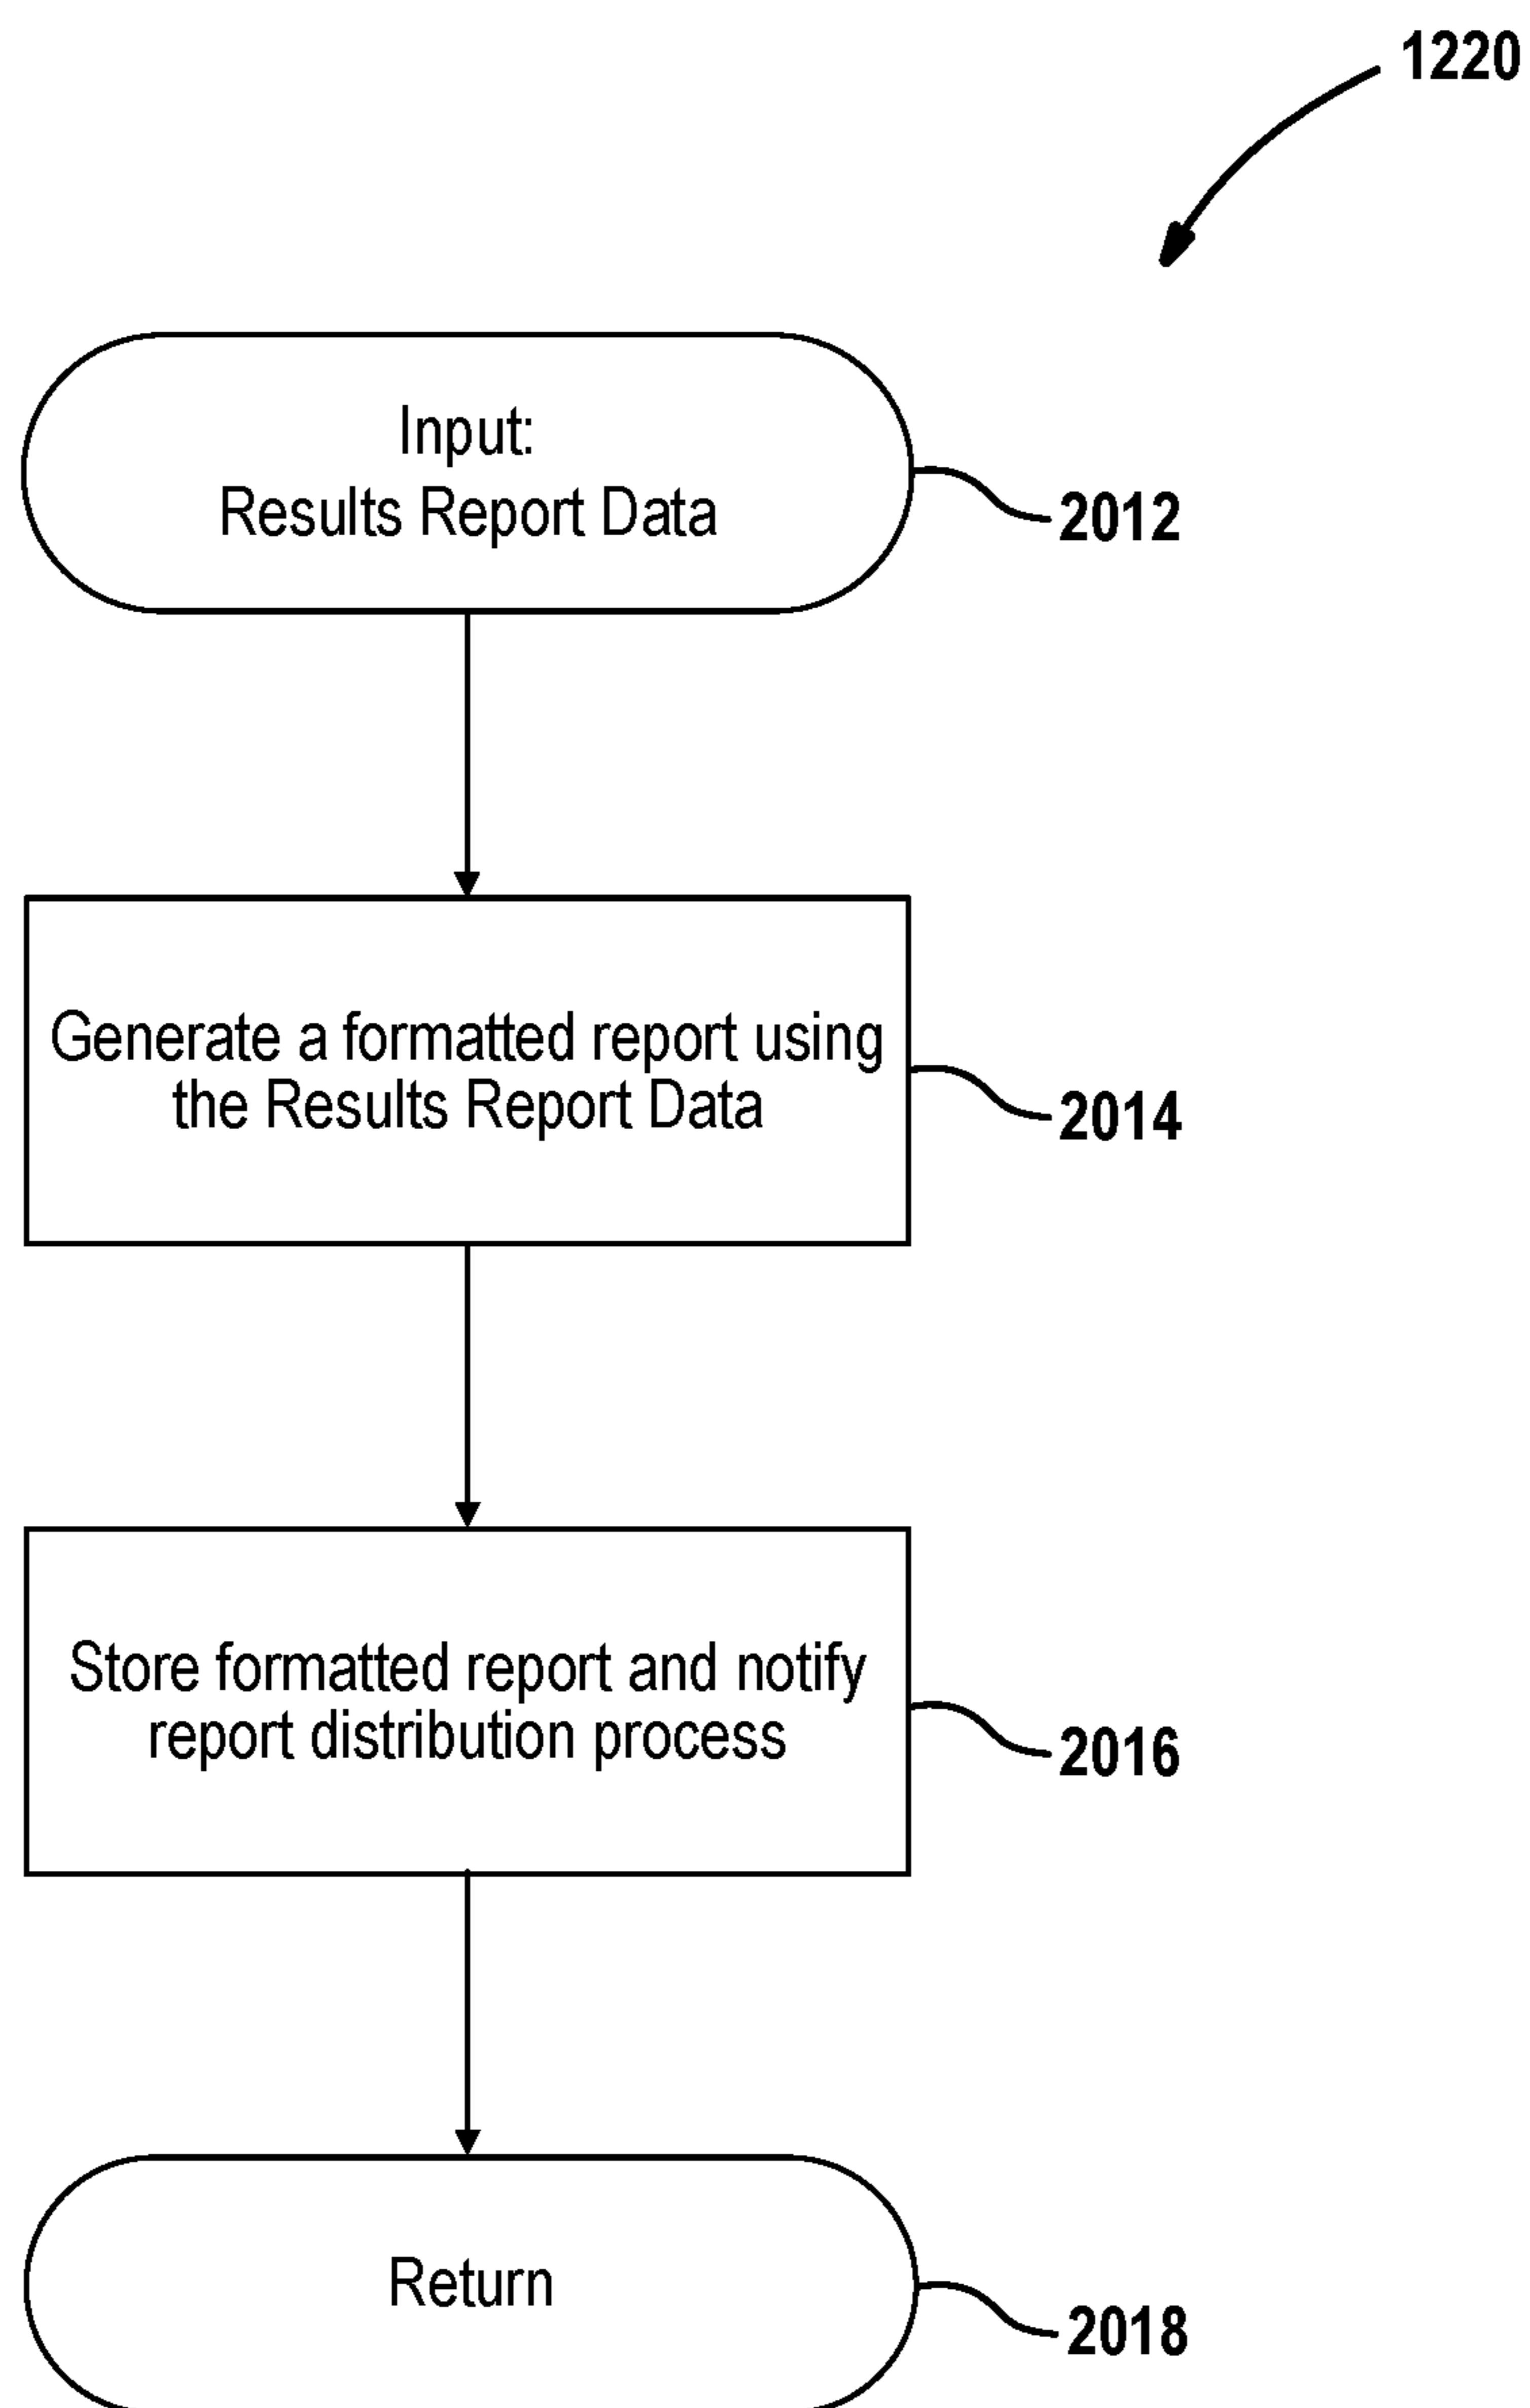 1220
Input:
Results Report Data
2012
Generate a formatted report using
the Results Report Data
2014
Store formatted report and notify
report distribution process
2016
Return
2018